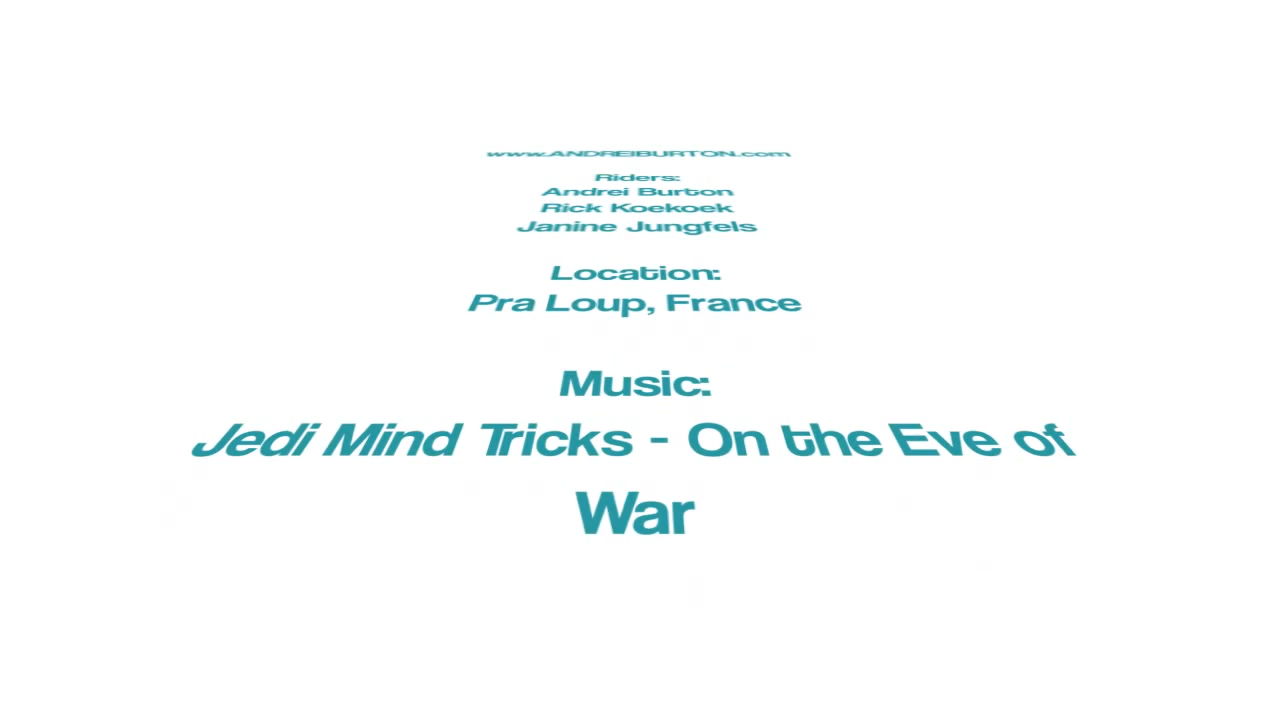 www.ANDREIBURTON.com
Riders:
Andrei Burton
Rick Koekoek
Janine Jungfels
Location:
Pra Loup, France
Music:
Jedi Mind Tricks - On the Eve of
War